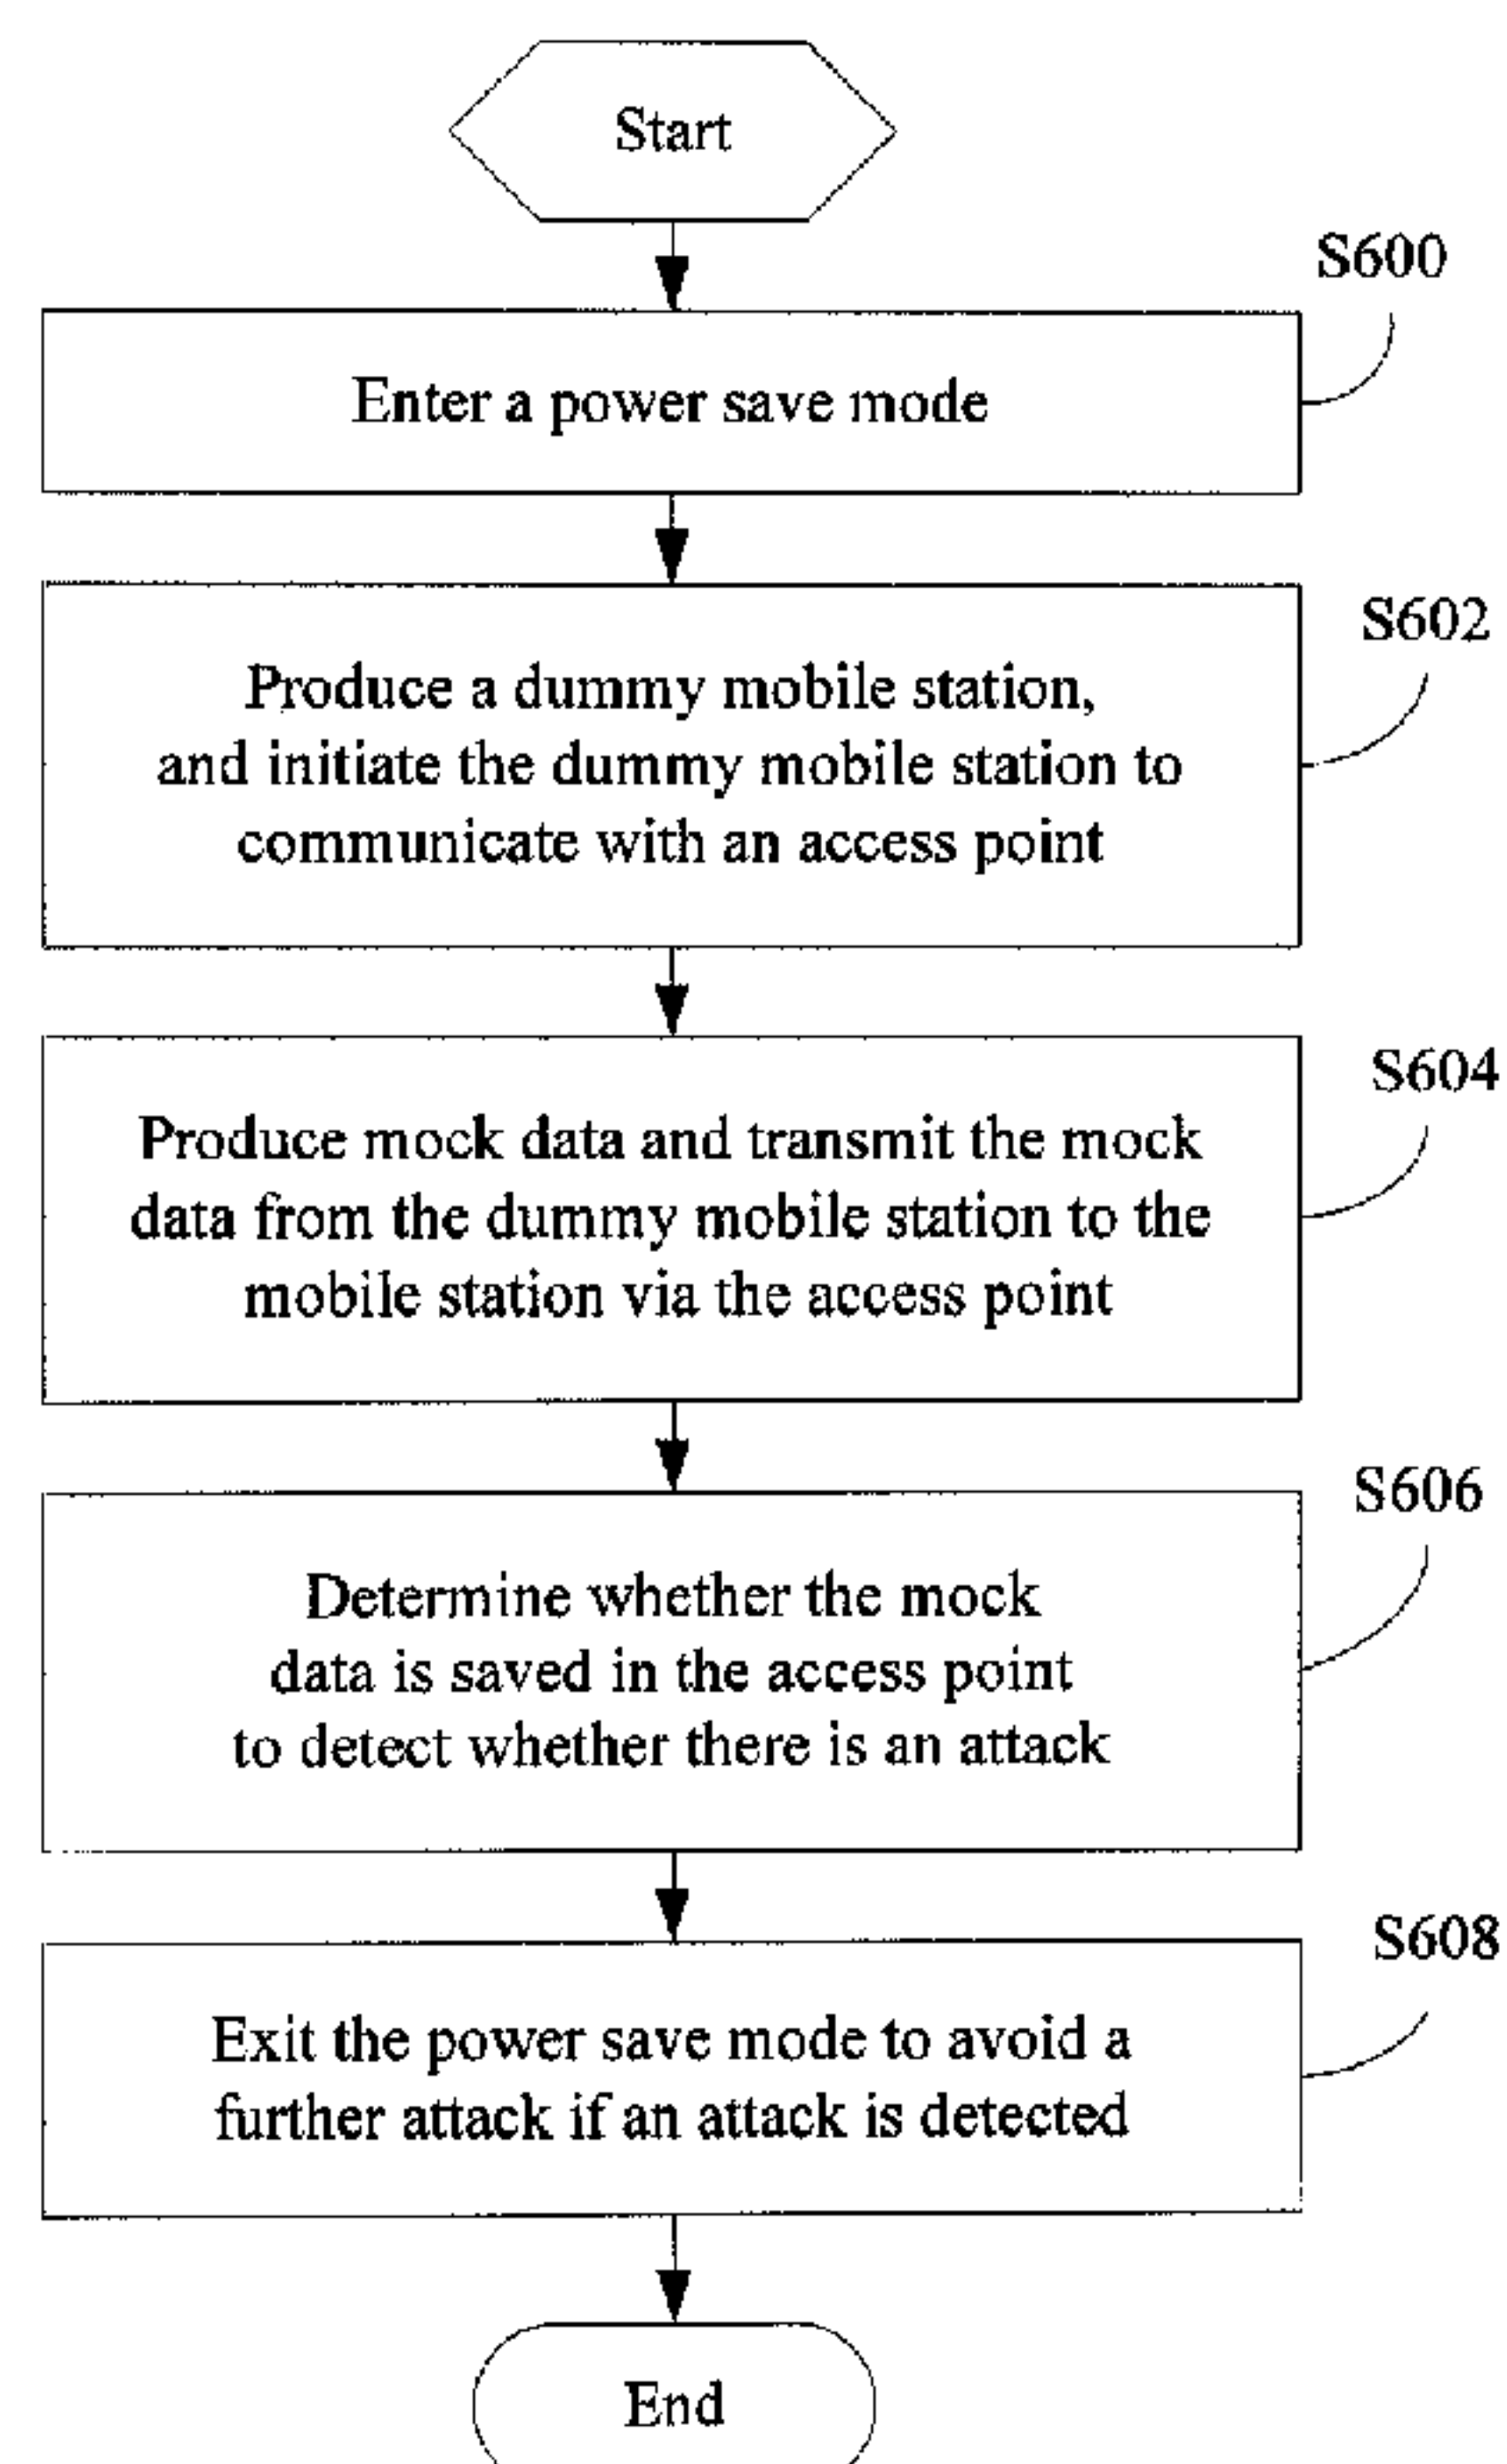 Start
S600
Enter a power save mode
S602
Produce a dummy mobile station,
and initiate the dummy mobile station to
communicate with an access point
S604
Produce mock data and transmit the mock
data from the dummy mobile station to the
mobile station via the access point
S606
Determine whether the mock
data is saved in the access point
to detect whether there is an attack
S608
Exit the power save mode to avoid a
further attack if an attack is detected
End